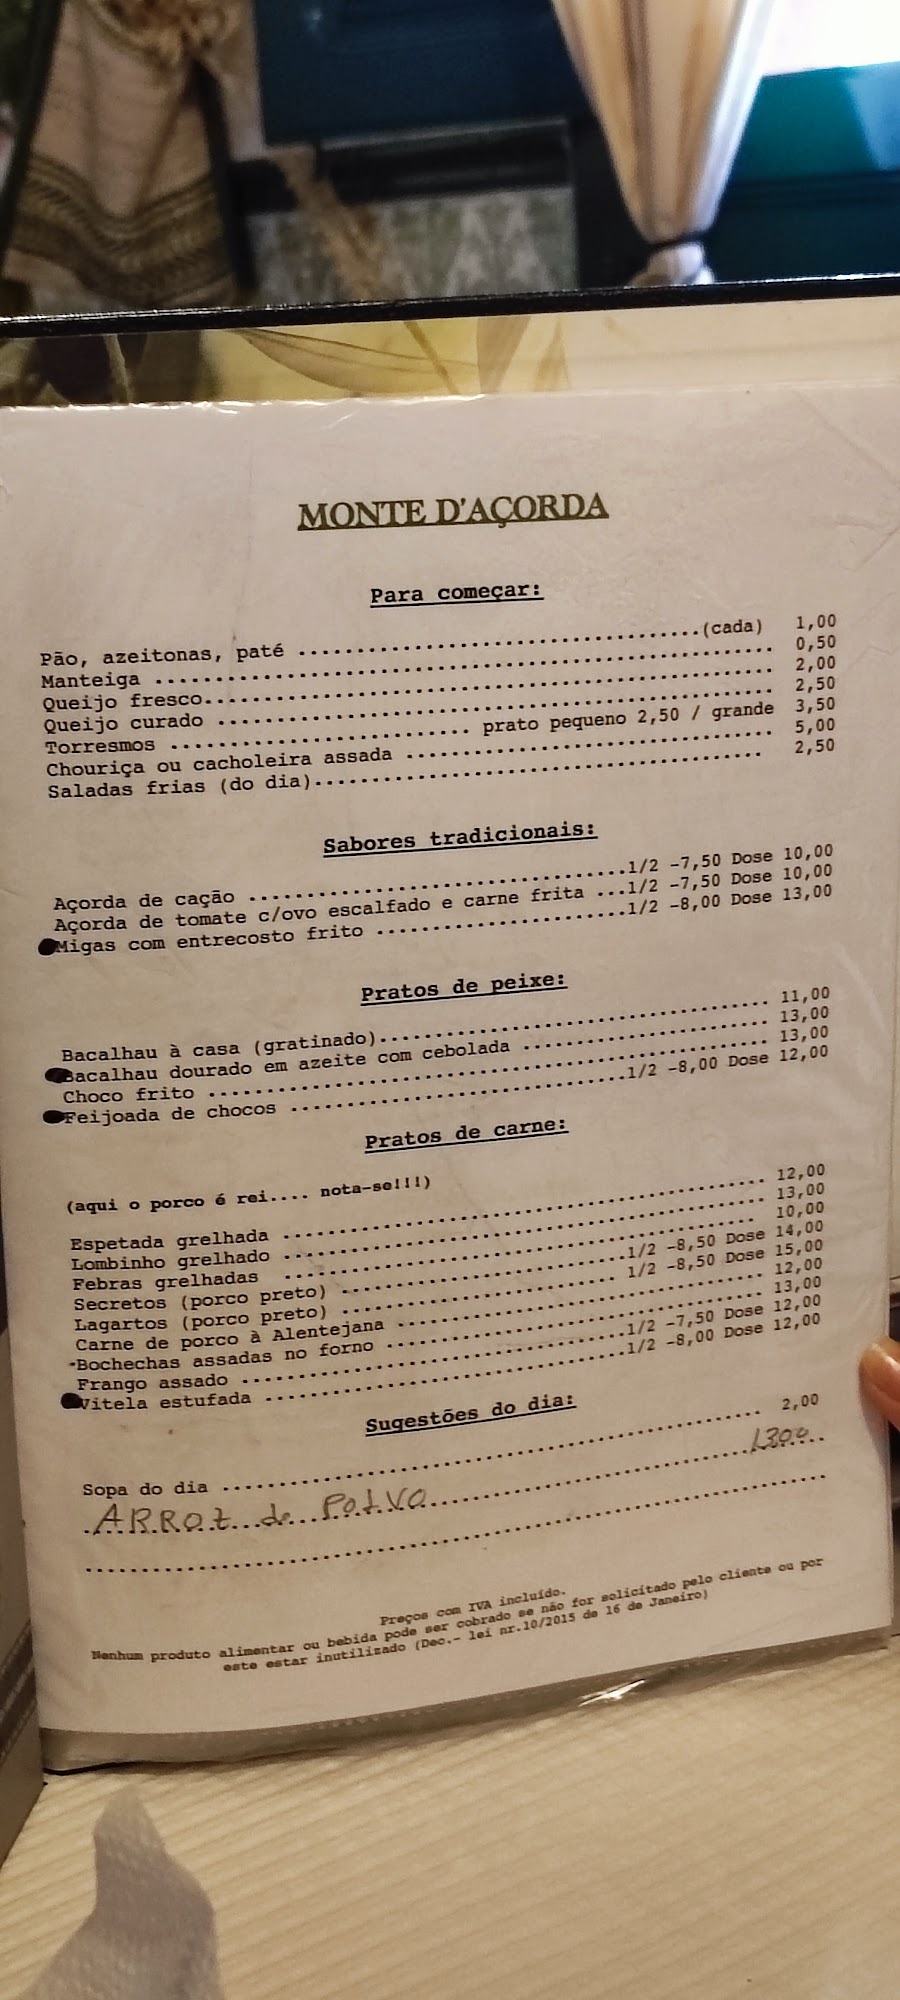 MONTE D'AÇORDA
Para começar:
Pão, azeitonas, paté ..................................(cada) 1,00
Manteiga .................................................... 0,50
Queijo fresco................................................ 2,00
Queijo curado ............................................... 2,50
Torresmos ......................... prato pequeno 2,50 / grande 3,50
Chouriça ou cacholeira assada ............................... 5,00
Saladas frias (do dia)...................................... 2,50
Sabores tradicionais:
Açorda de cação ................................1/2 -7,50 Dose 10,00
Açorda de tomate c/ovo escalfado e carne frita ...1/2 -7,50 Dose 10,00
Migas com entrecosto frito .....................1/2 -8,00 Dose 13,00
Pratos de peixe:
Bacalhau à casa (gratinado)................................. 11,00
Bacalhau dourado em azeite com cebolada ..................... 13,00
Choco frito ................................................ 13,00
Feijoada de chocos .............................1/2 -8,00 Dose 12,00
Pratos de carne:
(aqui o porco é rei.... nota-se!!!)
Espetada grelhada .......................................... 12,00
Lombinho grelhado .......................................... 13,00
Febras grelhadas .......................................... 10,00
Secretos (porco preto) .........................1/2 -8,50 Dose 14,00
Lagartos (porco preto) ........................ 1/2 -8,50 Dose 15,00
Carne de porco à Alentejana ................................ 12,00
-Bochechas assadas no forno ................................. 13,00
Frango assado ..................................1/2 -7,50 Dose 12,00
Vitela estufada ................................1/2 -8,00 Dose 12,00
Sugestões do dia:
Sopa do dia ................................................ 2,00
ARROZ de POLVO 1300
Preços com IVA incluído.
Nenhum produto alimentar ou bebida pode ser cobrado se não for solicitado pelo cliente ou por
este estar inutilizado (Dec.- lei nr.10/2015 de 16 de Janeiro)